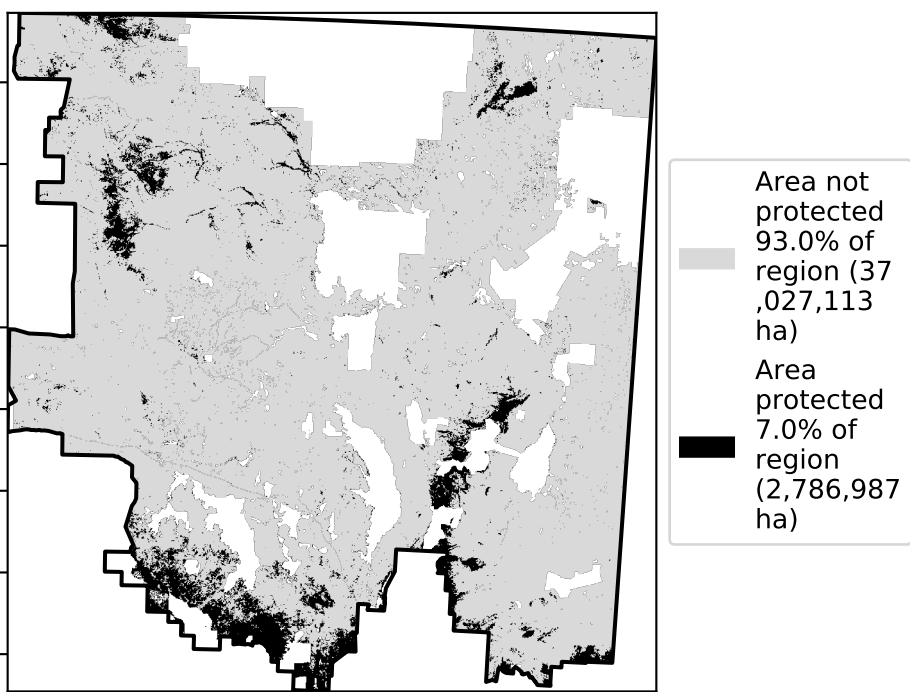 Area not
protected
93.0% of
region (37
,027,113
ha)
Area
protected
7.0% of
region
(2,786,987
ha)